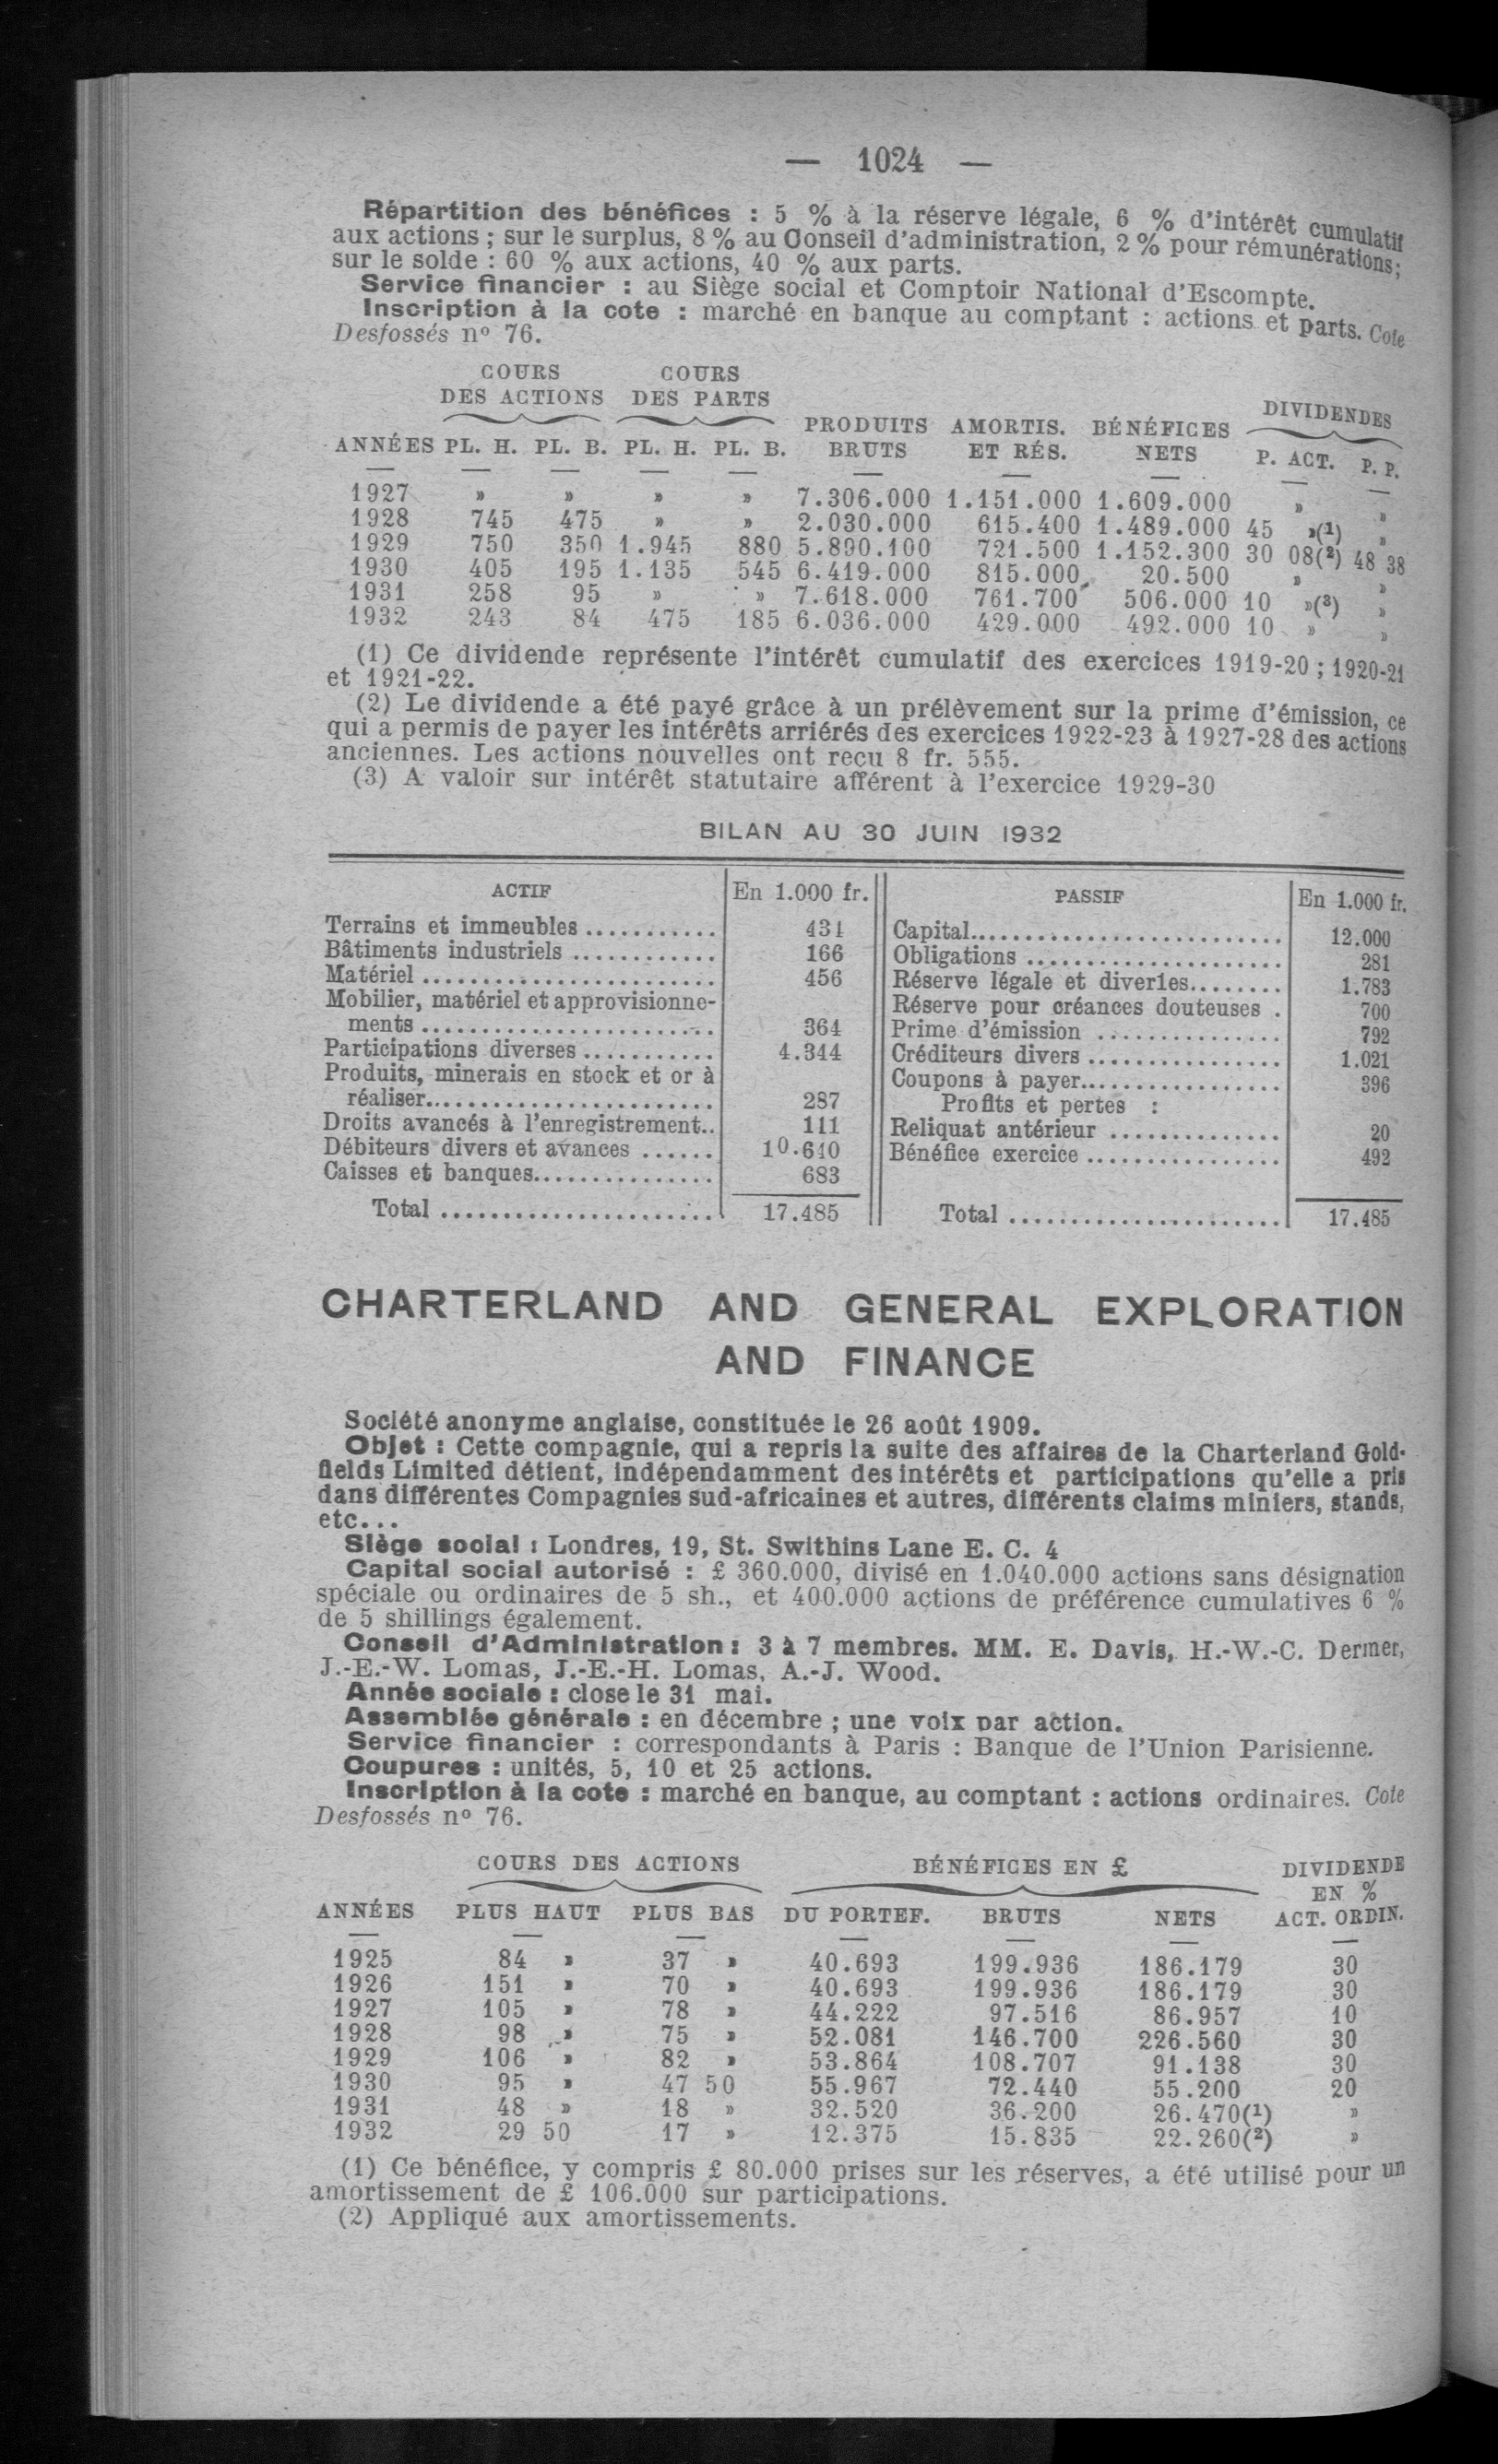 — 1024 —
Répartition des bénéfices : 5 % à la réserve légale, 6 % d'intérêt cumulatif
aux actions ; sur le surplus, 8 % au Conseil d'administration, 2 % pour rémunérations;
sur le solde : 60 % aux actions, 40 % aux parts.
Service financier : au Siège social et Comptoir National d'Escompte.
Inscription à la cote : marché en banque au comptant : actions et parts. Cote
Desfossés nº 76.
COURS COURS
DES ACTIONS DES PARTS DIVIDENDES
PRODUITS AMORTIS. BÉNÉFICES
ANNÉES PL. H. PL. B. PL. H. PL. B. BRUTS ET RÉS. NETS P. ACT. P. P.
1927 » » » » 7.306.000 1.151.000 1.609.000 » »
1928 745 475 » » 2.030.000 615.400 1.489.000 45 »(1) »
1929 750 350 1.945 880 5.890.100 721.500 1.152.300 30 08(2) 48 38
1930 405 195 1.135 545 6.419.000 815.000 20.500 » »
1931 258 95 » » 7.618.000 761.700 506.000 10 »(3) »
1932 243 84 475 185 6.036.000 429.000 492.000 10 » »
(1) Ce dividende représente l'intérêt cumulatif des exercices 1919-20 ; 1920-21
et 1921-22.
(2) Le dividende a été payé grâce à un prélèvement sur la prime d'émission, ce
qui a permis de payer les intérêts arriérés des exercices 1922-23 à 1927-28 des actions
anciennes. Les actions nouvelles ont reçu 8 fr. 555.
(3) A valoir sur intérêt statutaire afférent à l'exercice 1929-30
BILAN AU 30 JUIN 1932
ACTIF En 1.000 fr. PASSIF En 1.000 fr.
Terrains et immeubles ........... 431 Capital........................... 12.000
Bâtiments industriels ............ 166 Obligations ...................... 281
Matériel ........................ 456 Réserve légale et diver1es........ 1.783
Mobilier, matériel et approvisionne- Réserve pour créances douteuses . 700
ments ........................ 364 Prime d'émission ............... 792
Participations diverses ........... 4.344 Créditeurs divers ................ 1.021
Produits, minerais en stock et or à Coupons à payer................. 396
réaliser........................ 287 Profits et pertes :
Droits avancés à l'enregistrement.. 111 Reliquat antérieur .............. 20
Débiteurs divers et avances ...... 10.640 Bénéfice exercice ................ 492
Caisses et banques............... 683
Total ....................... 17.485 Total ....................... 17.485
CHARTERLAND AND GENERAL EXPLORATION
AND FINANCE
Société anonyme anglaise, constituée le 26 août 1909.
Objet : Cette compagnie, qui a repris la suite des affaires de la Charterland Gold-
fields Limited détient, indépendamment des intérêts et participations qu'elle a pris
dans différentes Compagnies sud-africaines et autres, différents claims miniers, stands,
etc...
Siège social : Londres, 19, St. Swithins Lane E. C. 4
Capital social autorisé : £ 360.000, divisé en 1.040.000 actions sans désignation
spéciale ou ordinaires de 5 sh., et 400.000 actions de préférence cumulatives 6 %
de 5 shillings également.
Conseil d'Administration : 3 à 7 membres. MM. E. Davis, H.-W.-C. Dermer,
J.-E.-W. Lomas, J.-E.-H. Lomas, A.-J. Wood.
Année sociale : close le 31 mai.
Assemblée générale : en décembre ; une voix par action.
Service financier : correspondants à Paris : Banque de l'Union Parisienne.
Coupures : unités, 5, 10 et 25 actions.
Inscription à la cote : marché en banque, au comptant : actions ordinaires. Cote
Desfossés nº 76.
COURS DES ACTIONS BÉNÉFICES EN £ DIVIDENDE
EN %
ANNÉES PLUS HAUT PLUS BAS DU PORTEF. BRUTS NETS ACT. ORDIN.
1925 84 » 37 » 40.693 199.936 186.179 30
1926 151 » 70 » 40.693 199.936 186.179 30
1927 105 » 78 » 44.222 97.516 86.957 10
1928 98 » 75 » 52.081 146.700 226.560 30
1929 106 » 82 » 53.864 108.707 91.138 30
1930 95 » 47 50 55.967 72.440 55.200 20
1931 48 » 18 » 32.520 36.200 26.470(1) »
1932 29 50 17 » 12.375 15.835 22.260(2) »
(1) Ce bénéfice, y compris £ 80.000 prises sur les réserves, a été utilisé pour un
amortissement de £ 106.000 sur participations.
(2) Appliqué aux amortissements.